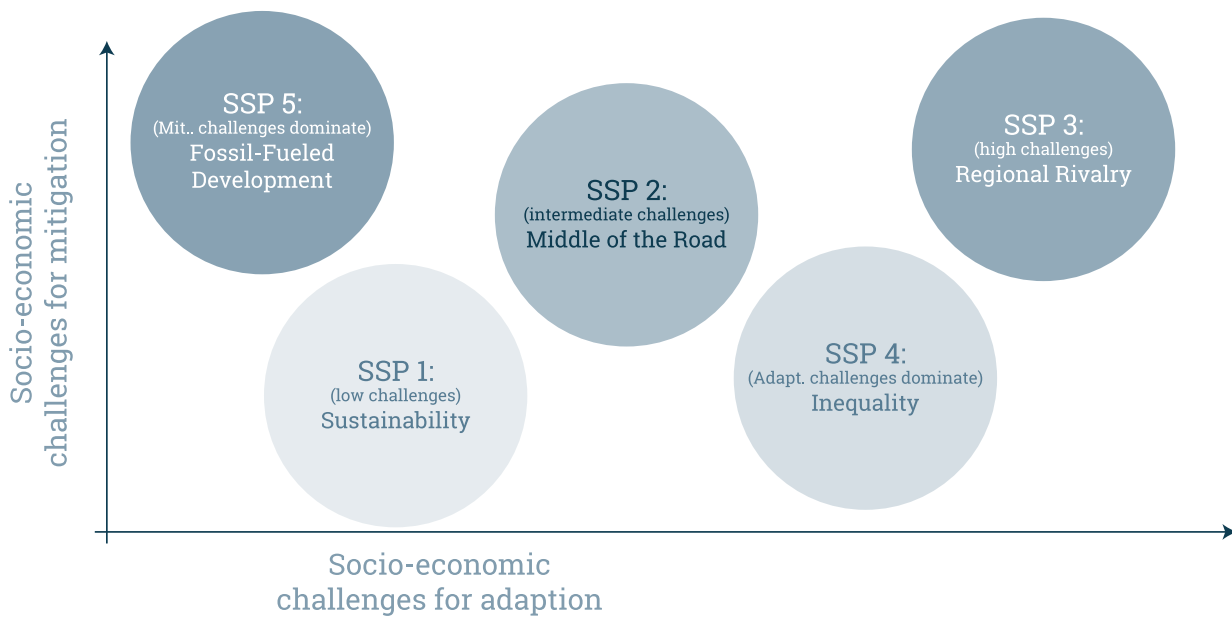 Socio-economic
challenges for mitigation
SSP 5:
(Mit.. challenges dominate)
Fossil-Fueled
Development
SSP 2:
(intermediate challenges)
Middle of the Road
SSP 3:
(high challenges)
Regional Rivalry
SSP 1:
(low challenges)
Sustainability
SSP 4:
(Adapt. challenges dominate)
Inequality
Socio-economic
challenges for adaption